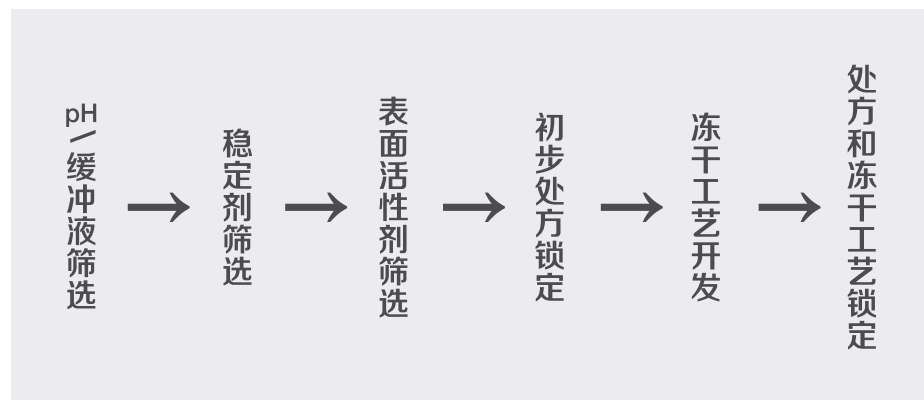 pH/缓冲液筛选
稳定剂筛选
表面活性剂筛选
初步处方锁定
冻干工艺开发
处方和冻干工艺锁定